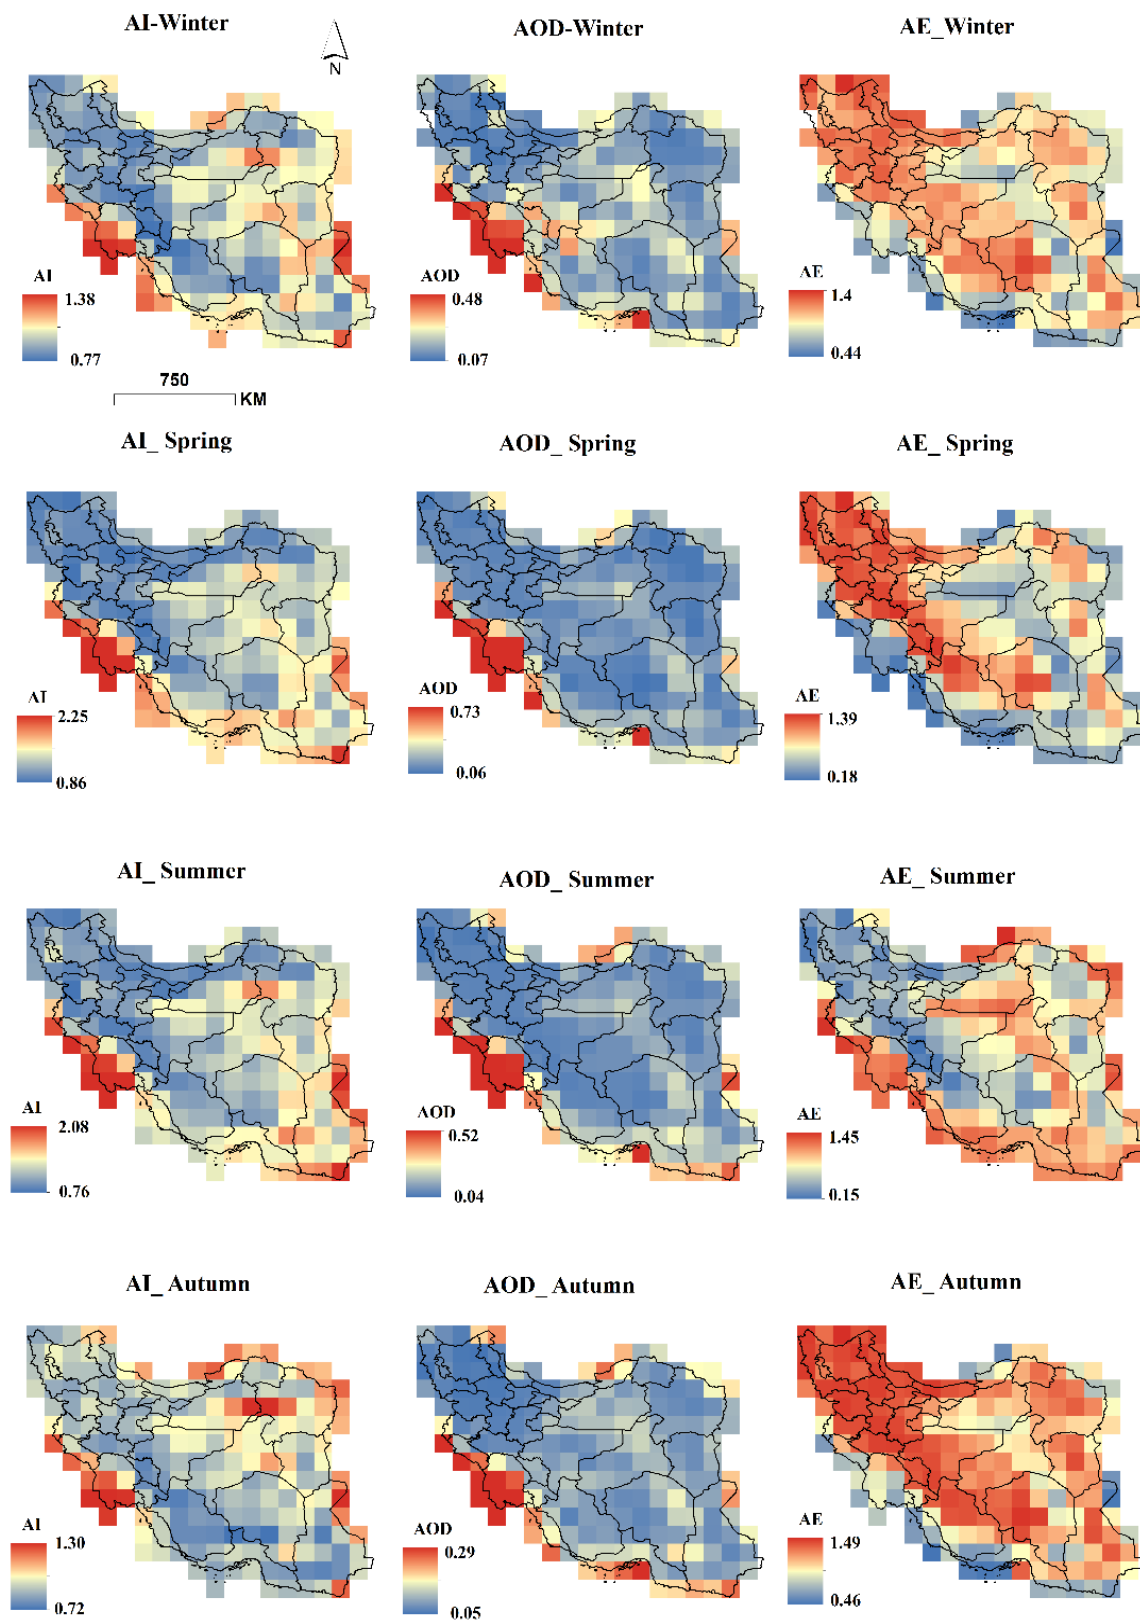 AI-Winter
AOD-Winter
AE_Winter
N
AI
1.38
0.77
AOD
0.48
0.07
AE
1.4
0.44
750
KM
AI_ Spring
AOD_ Spring
AE_ Spring
AI
2.25
0.86
AOD
0.73
0.06
AE
1.39
0.18
AI_ Summer
AOD_ Summer
AE_ Summer
AI
2.08
0.76
AOD
0.52
0.04
AE
1.45
0.15
AI_ Autumn
AOD_ Autumn
AE_ Autumn
AI
1.30
0.72
AOD
0.29
0.05
AE
1.49
0.46